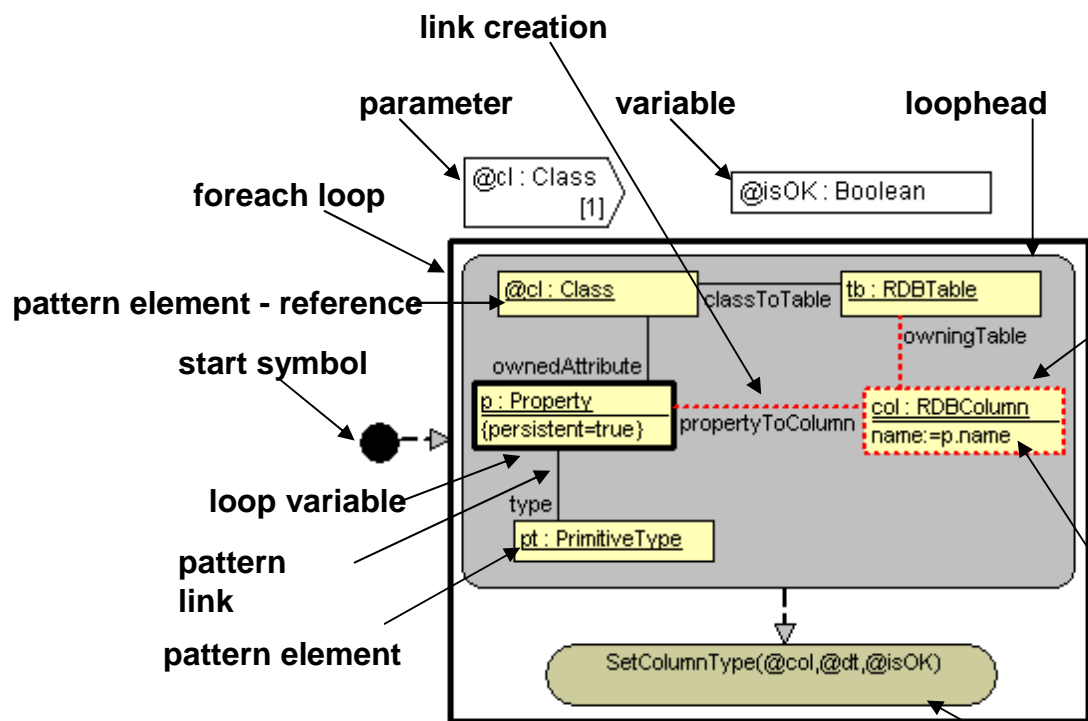 link creation
parameter
variable
loophead
@cl : Class
[1]
@isOK : Boolean
foreach loop
@cl : Class
classToTable
tb : RDBTable
pattern element - reference
owningTable
start symbol
ownedAttribute
p : Property
{persistent=true}
propertyToColumn
col : RDBColumn
name:=p.name
loop variable
type
pt : PrimitiveType
pattern
link
pattern element
SetColumnType(@col,@dt,@isOK)